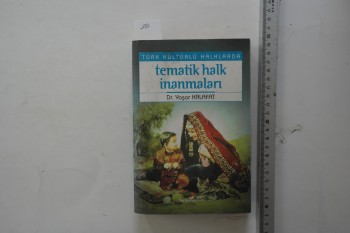 TÜRK KÜLTÜRLÜ HALKLARDA
tematik halk
inanmaları
Dr. Yaşar KALAFAT